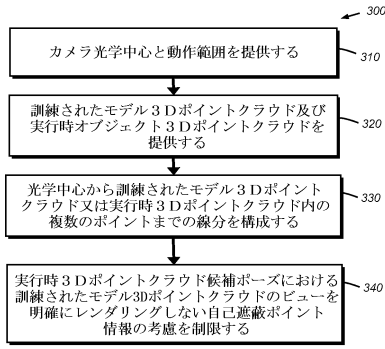 300
カメラ光学中心と動作範囲を提供する
310
訓練されたモデル３Ｄポイントクラウド及び
実行時オブジェクト３Ｄポイントクラウドを
提供する
320
光学中心から訓練されたモデル３Ｄポイント
クラウド又は実行時３Ｄポイントクラウド内の
複数のポイントまでの線分を構成する
330
実行時３Ｄポイントクラウド候補ポーズにおける
訓練されたモデル3Dポイントクラウドのビューを
明確にレンダリングしない自己遮蔽ポイント
情報の考慮を制限する
340